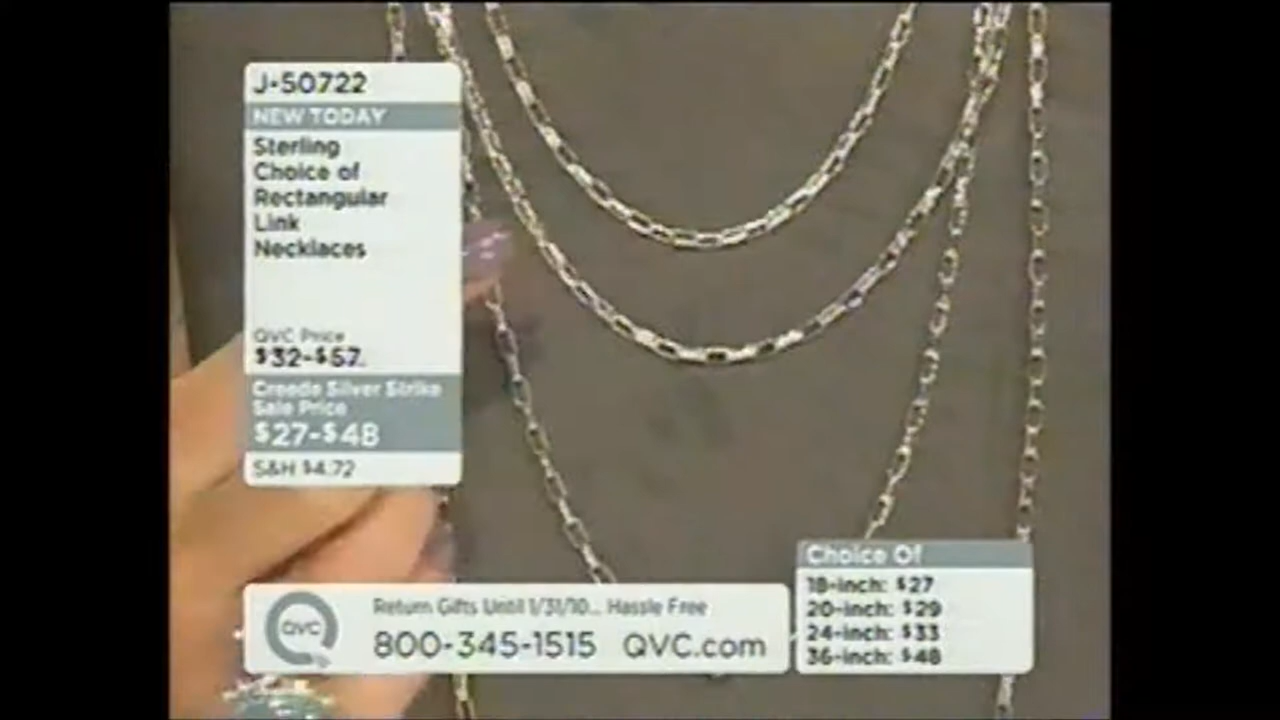 J-50722
NEW TODAY
Sterling
Choice of
Rectangular
Link
Necklaces
QVC Price
$32-$57
Creedo Silver Strike
Sale Price
$27-$48
S&H $4.72
QVC
Return Gifts Until 1/31/10... Hassle Free
800-345-1515 QVC.com
Choice Of
18-inch: $27
20-inch: $29
24-inch: $33
36-inch: $48